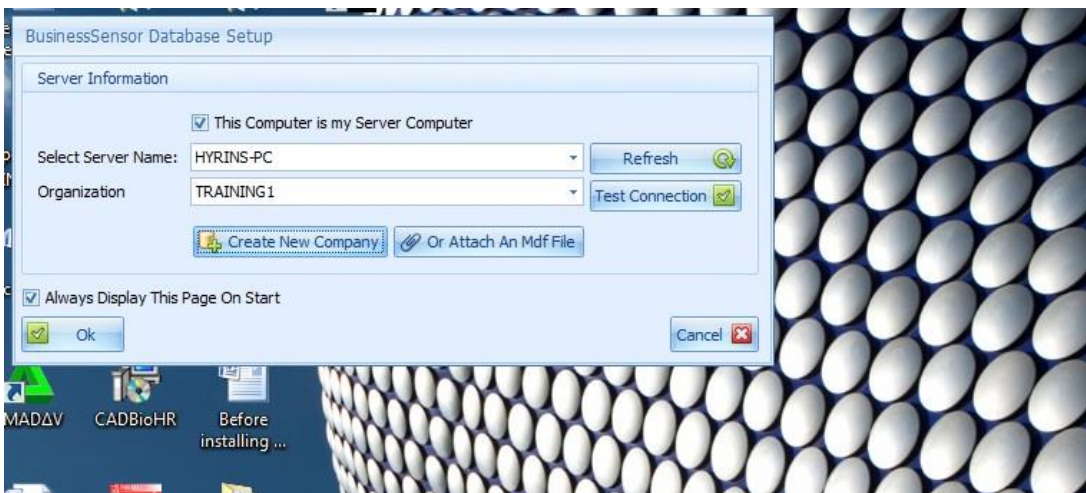 BusinessSensor Database Setup
Server Information
This Computer is my Server Computer
Select Server Name: HYRINS-PC Refresh
Organization TRAINING1 Test Connection
Create New Company Or Attach An Mdf File
Always Display This Page On Start
Ok Cancel
MADΔV CADBioHR Before
installing ...